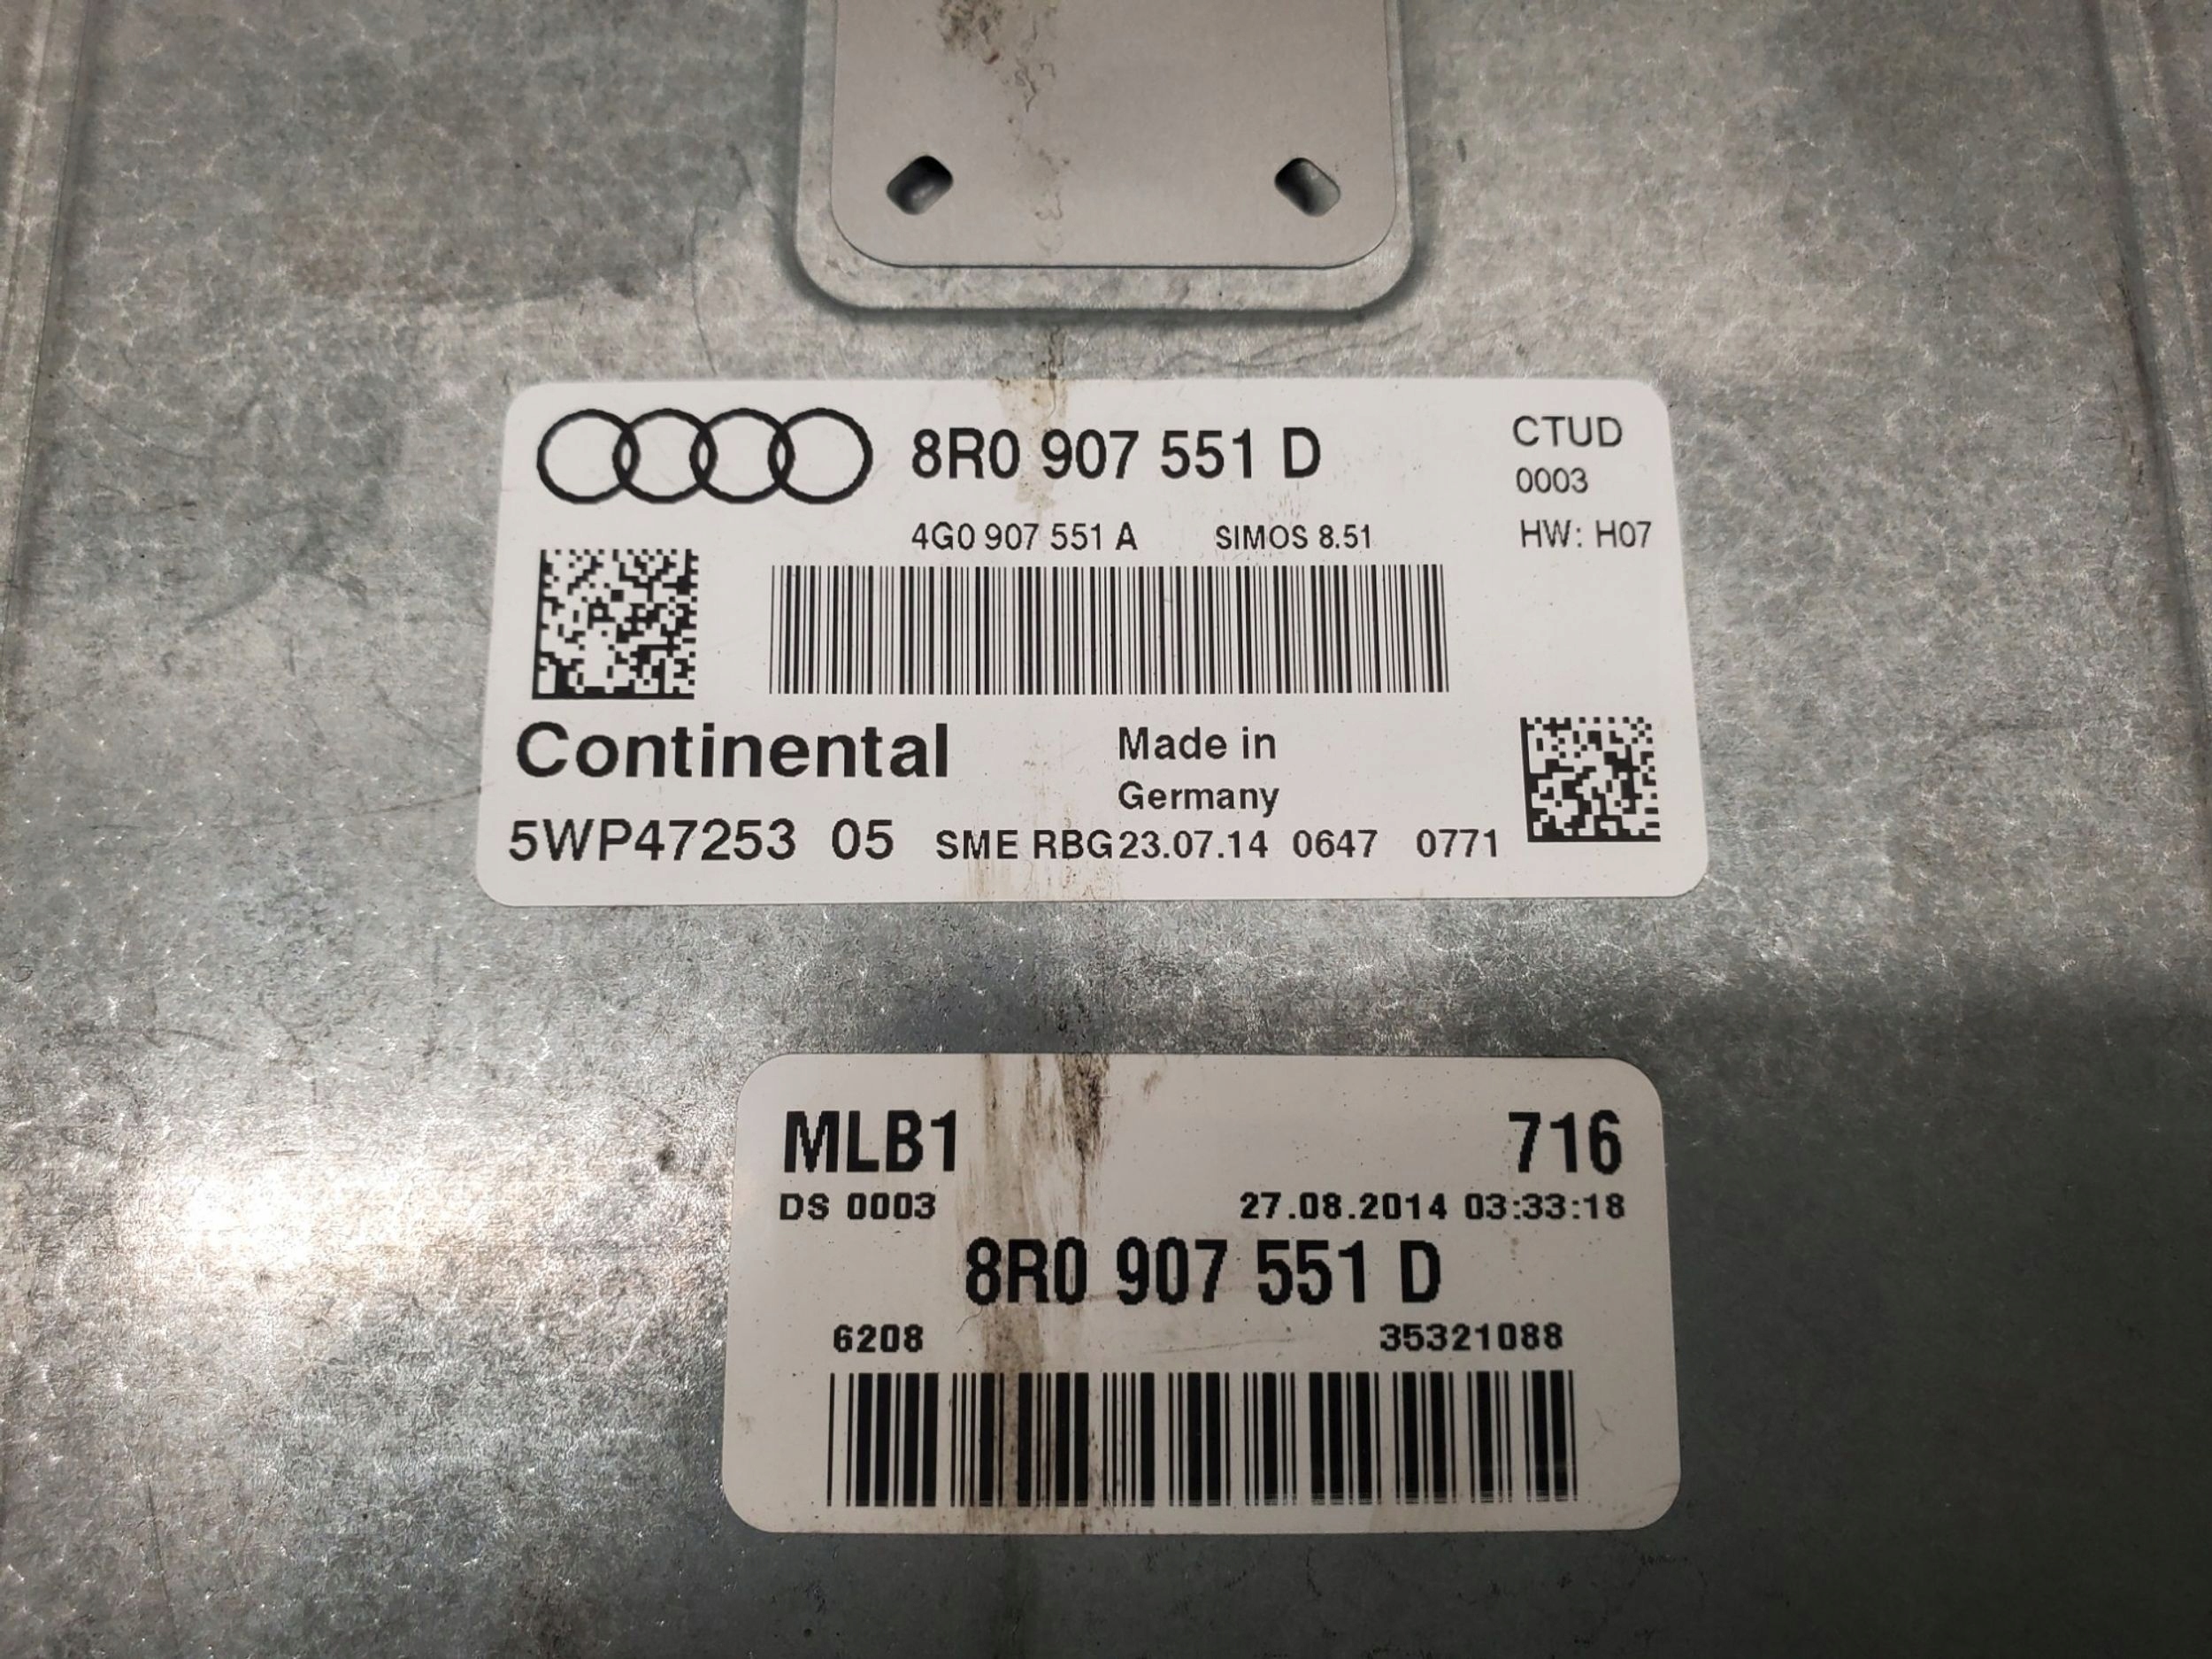 8R0 907 551 D
CTUD
0003
4G0 907 551 A SIMOS 8.51
HW: H07
Continental
Made in
Germany
5WP47253 05 SME RBG23.07.14 0647 0771
MLB1 716
DS 0003 27.08.2014 03:33:18
8R0 907 551 D
6208 35321088